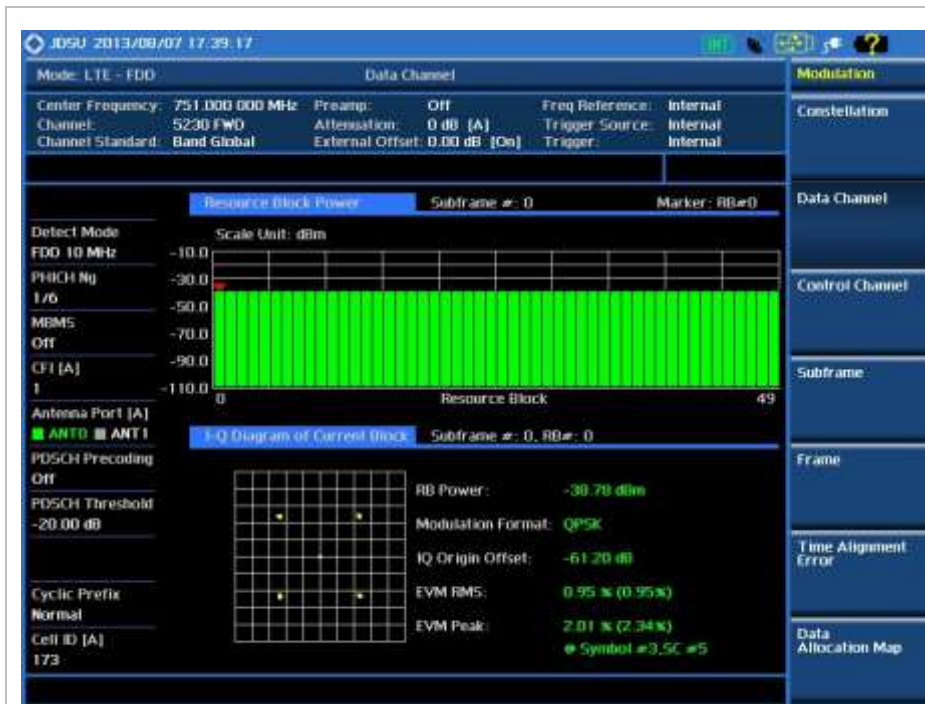 JDSU 2013/08/07 17:39:17
Mode: LTE - FDD Data Channel
Center Frequency: 751.000 000 MHz Preamp: Off Freq Reference: Internal
Channel: 5230 FWD Attenuation: 0 dB [A] Trigger Source: Internal
Channel Standard: Band Global External Offset: 0.00 dB [On] Trigger: Internal
Resource Block Power Subframe #: 0 Marker: RB#0
Detect Mode
FDD 10 MHz
PHICH Ng
1/6
MBMS
Off
CFI [A]
1
Antenna Port [A]
ANT0 ANT1
PDSCH Precoding
Off
PDSCH Threshold
-20.00 dB
Cyclic Prefix
Normal
Cell ID [A]
173
Scale Unit: dBm
-10.0
-30.0
-50.0
-70.0
-90.0
-110.0
0 Resource Block 49
I-Q Diagram of Current Block Subframe #: 0, RB#: 0
RB Power: -38.78 dBm
Modulation Format: QPSK
IQ Origin Offset: -61.20 dB
EVM RMS: 0.95 % (0.95%)
EVM Peak: 2.01 % (2.34%)
@ Symbol #3,SC #5
Modulation
Constellation
Data Channel
Control Channel
Subframe
Frame
Time Alignment
Error
Data
Allocation Map